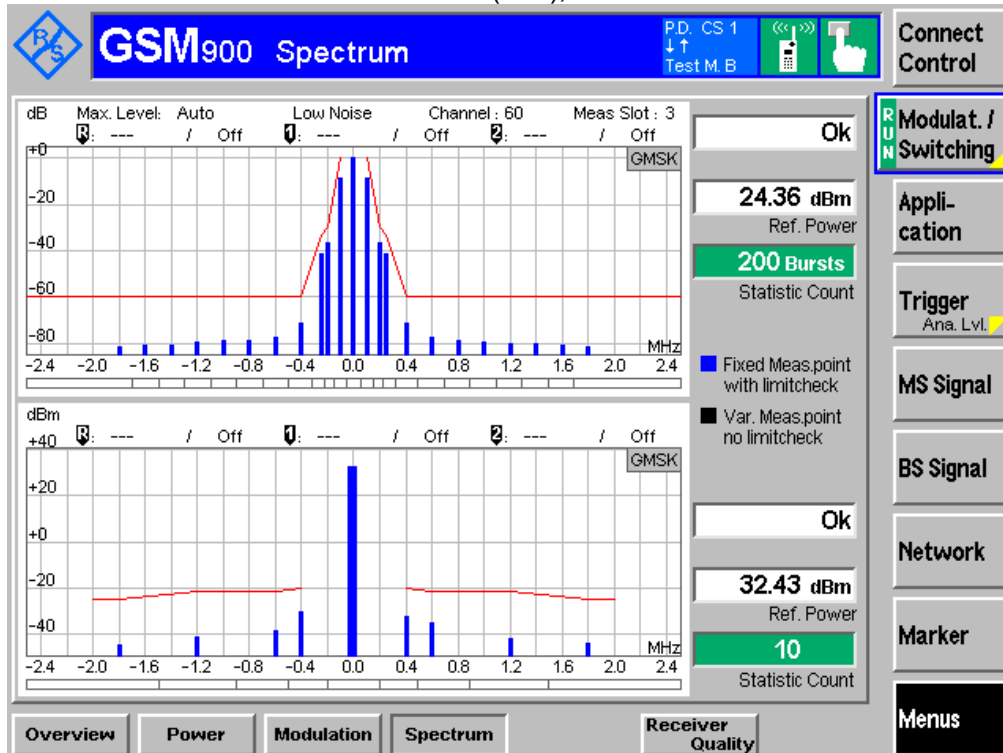 R/S
GSM900 Spectrum
P.D. CS 1
↓↑
Test M. B
Connect
Control
dB Max. Level: Auto Low Noise Channel : 60 Meas Slot : 3
R: --- / Off 1: --- / Off 2: --- / Off
GMSK
+0
-20
-40
-60
-80
MHz
-2.4 -2.0 -1.6 -1.2 -0.8 -0.4 0.0 0.4 0.8 1.2 1.6 2.0 2.4
Ok
24.36 dBm
Ref. Power
200 Bursts
Statistic Count
Fixed Meas.point
with limitcheck
Var. Meas.point
no limitcheck
dBm
R: --- / Off 1: --- / Off 2: --- / Off
GMSK
+40
+20
+0
-20
-40
MHz
-2.4 -2.0 -1.6 -1.2 -0.8 -0.4 0.0 0.4 0.8 1.2 1.6 2.0 2.4
Ok
32.43 dBm
Ref. Power
10
Statistic Count
RUN
Modulat. /
Switching
Appli-
cation
Trigger
Ana. Lvl.
MS Signal
BS Signal
Network
Marker
Menus
Overview Power Modulation Spectrum Receiver
Quality